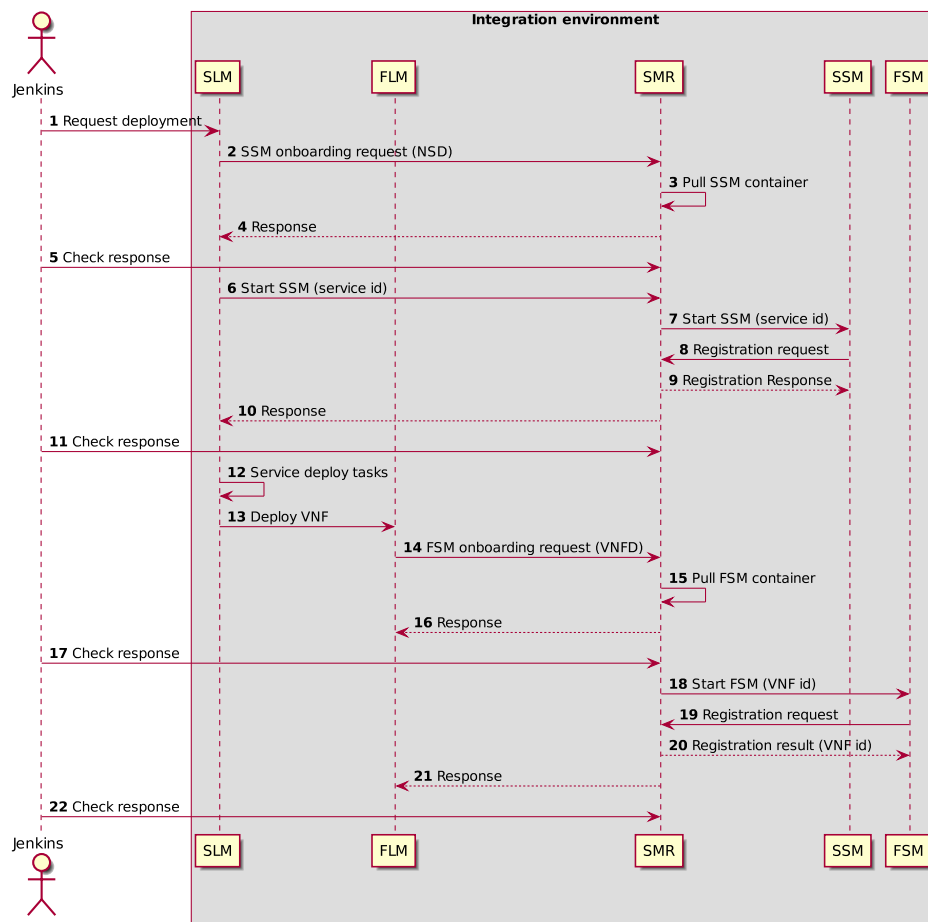 Integration environment
SLM
FLM
SMR
SSM
FSM
Jenkins
1 Request deployment
2 SSM onboarding request (NSD)
3 Pull SSM container
4 Response
5 Check response
6 Start SSM (service id)
7 Start SSM (service id)
8 Registration request
9 Registration Response
10 Response
11 Check response
12 Service deploy tasks
13 Deploy VNF
14 FSM onboarding request (VNFD)
15 Pull FSM container
16 Response
17 Check response
18 Start FSM (VNF id)
19 Registration request
20 Registration result (VNF id)
21 Response
22 Check response
Jenkins
SLM
FLM
SMR
SSM
FSM